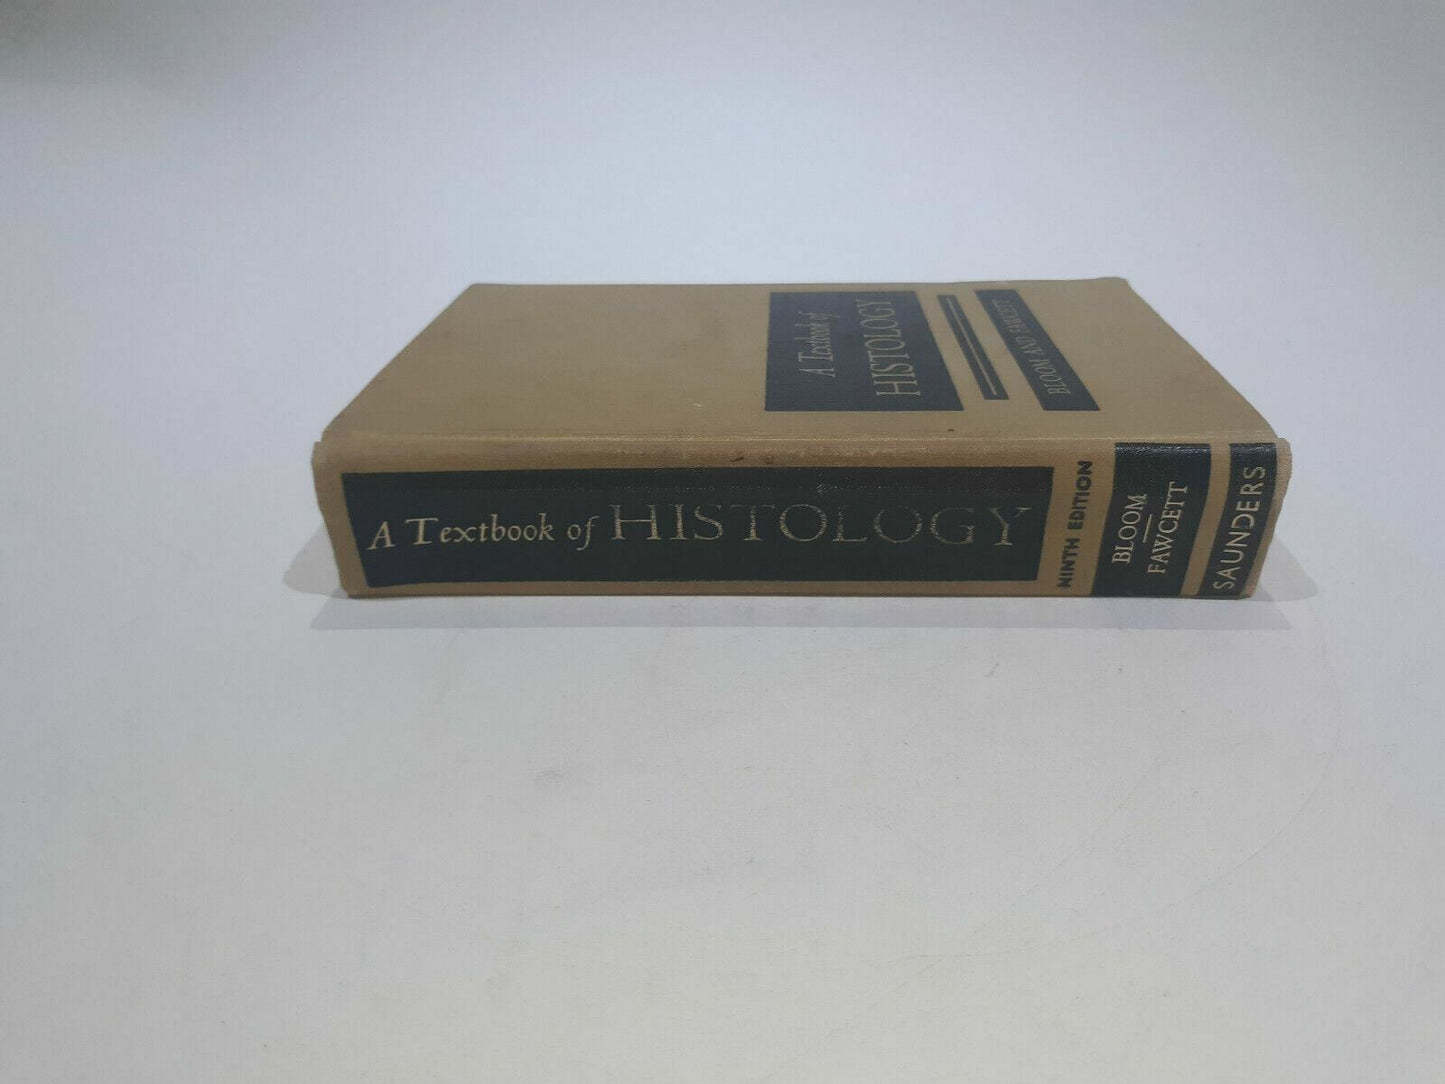 A Textbook of
HISTOLOGY
BLOOM AND FAWCETT
A Textbook of HISTOLOGY
NINTH EDITION
BLOOM
FAWCETT
SAUNDERS